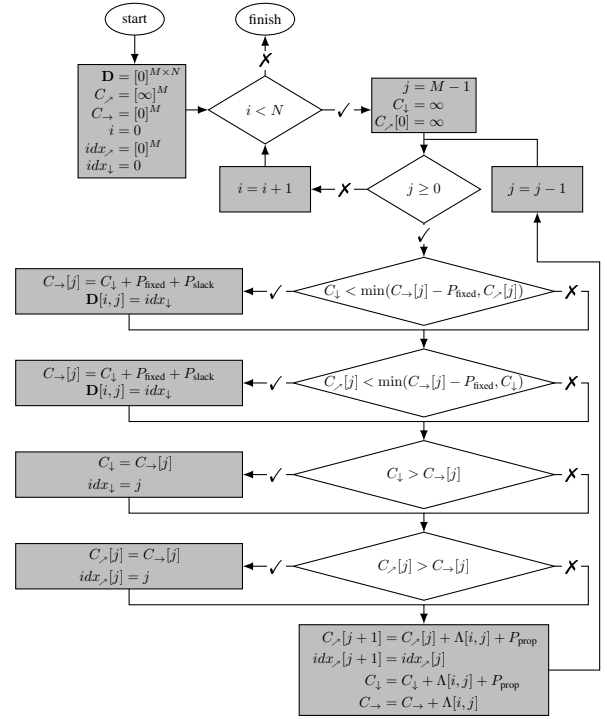 start
finish
D = [0]^{M×N}
C↗ = [∞]^M
C→ = [0]^M
i = 0
idx↗ = [0]^M
idx↓ = 0
i < N
✗
✓
j = M − 1
C↓ = ∞
C↗[0] = ∞
i = i + 1
✗
j ≥ 0
j = j − 1
✓
C→[j] = C↓ + P_fixed + P_slack
D[i, j] = idx↓
✓
C↓ < min(C→[j] − P_fixed, C↗[j])
✗
C→[j] = C↓ + P_fixed + P_slack
D[i, j] = idx↓
✓
C↗[j] < min(C→[j] − P_fixed, C↓)
✗
C↓ = C→[j]
idx↓ = j
✓
C↓ > C→[j]
✗
C↗[j] = C→[j]
idx↗[j] = j
✓
C↗[j] > C→[j]
✗
C↗[j + 1] = C↗[j] + Λ[i, j] + P_prop
idx↗[j + 1] = idx↗[j]
C↓ = C↓ + Λ[i, j] + P_prop
C→ = C→ + Λ[i, j]